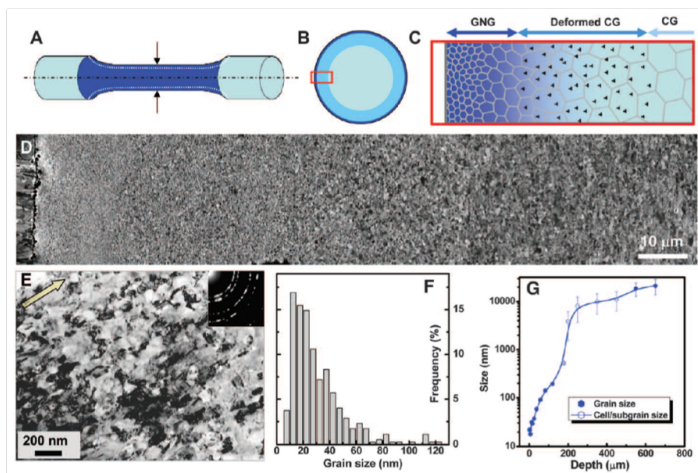 A
B
C
GNG
Deformed CG
CG
D
10 μm
E
200 nm
F
Frequency (%)
15
10
5
0
0 20 40 60 80 100 120
Grain size (nm)
G
Size (nm)
10000
1000
100
10
Grain size
Cell/subgrain size
0 200 400 600 800
Depth (μm)